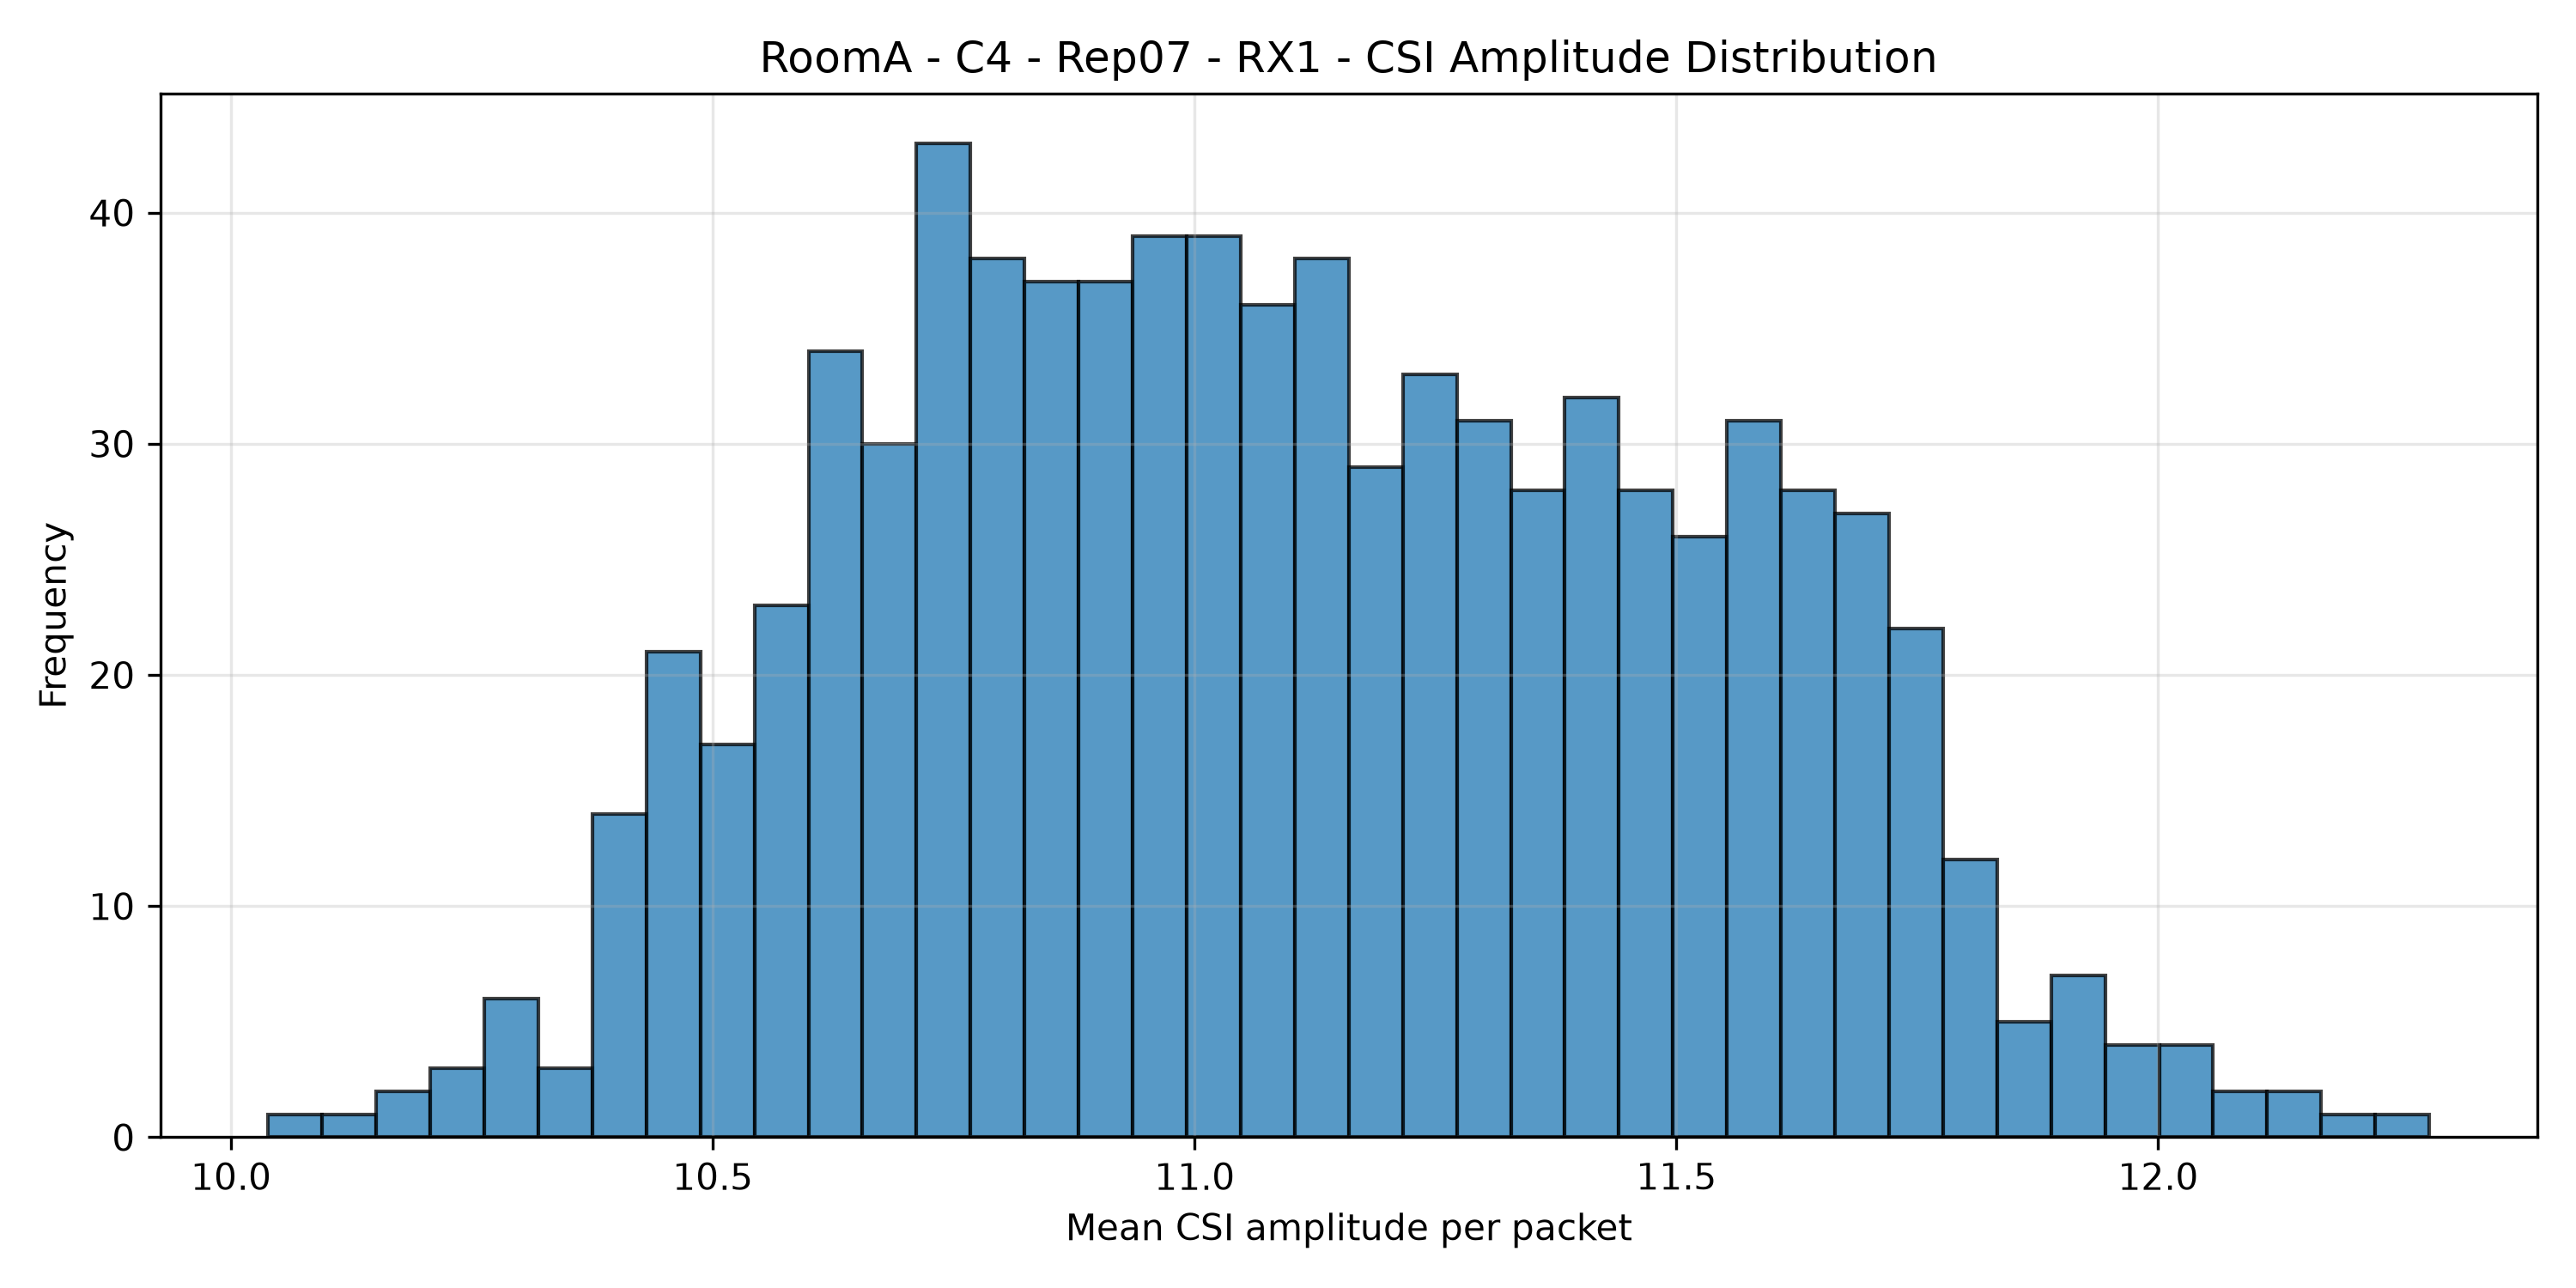 RoomA - C4 - Rep07 - RX1 - CSI Amplitude Distribution
Frequency
40
30
20
10
0
10.0 10.5 11.0 11.5 12.0
Mean CSI amplitude per packet